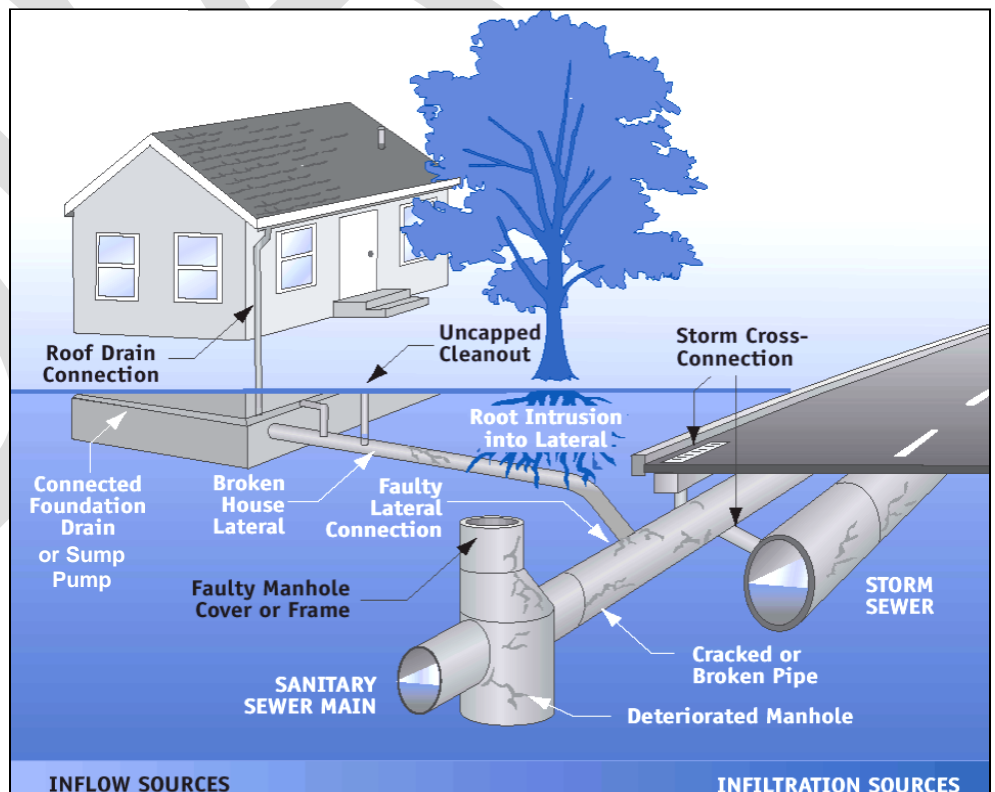 Roof Drain
Connection
Uncapped
Cleanout
Storm Cross-
Connection
Root Intrusion
into Lateral
Connected
Foundation
Drain
or Sump
Pump
Broken
House
Lateral
Faulty
Lateral
Connection
Faulty Manhole
Cover or Frame
STORM
SEWER
SANITARY
SEWER MAIN
Cracked or
Broken Pipe
Deteriorated Manhole
INFLOW SOURCES
INFILTRATION SOURCES